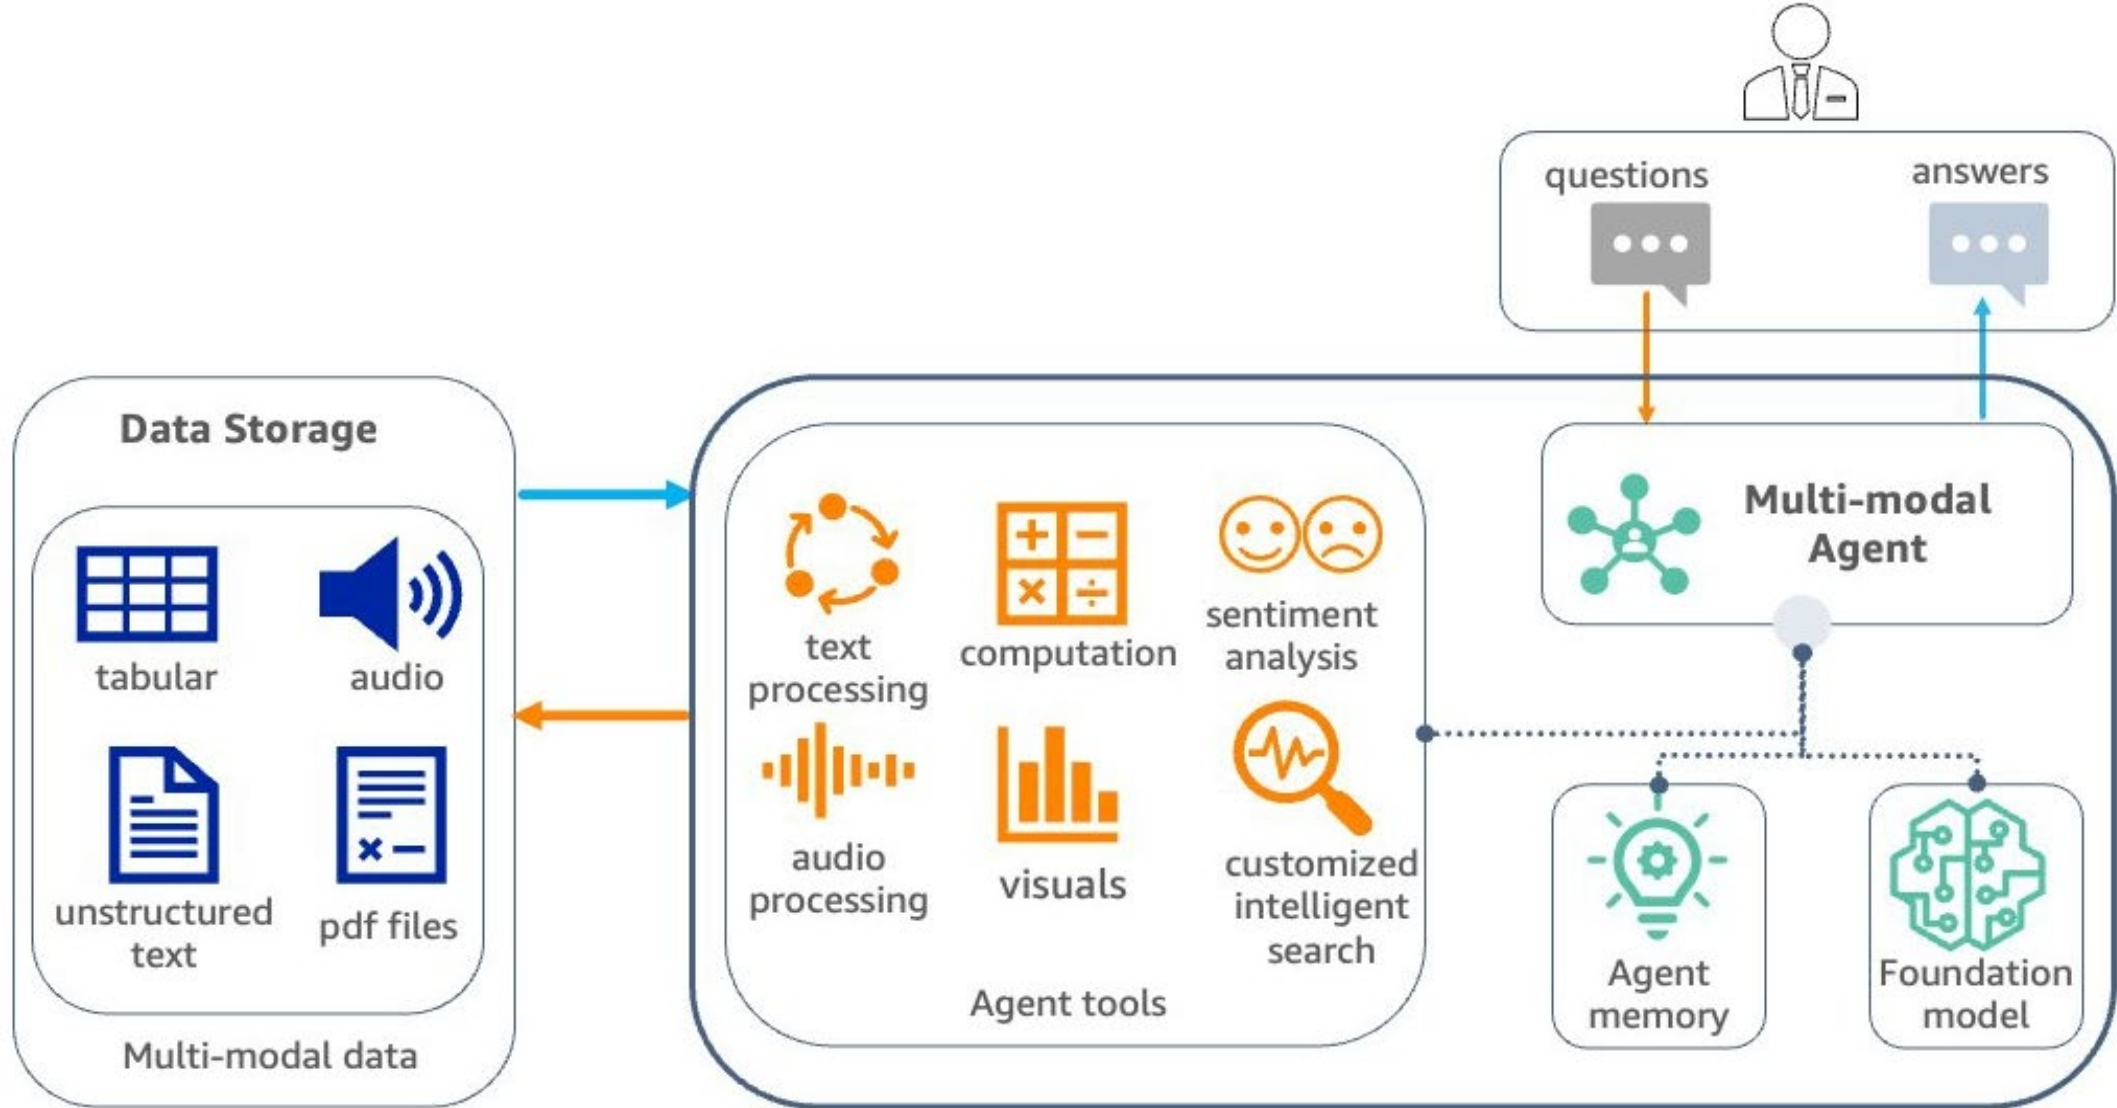 questions
answers
Data Storage
tabular
audio
unstructured
text
pdf files
Multi-modal data
text
processing
computation
sentiment
analysis
audio
processing
visuals
customized
intelligent
search
Agent tools
Multi-modal
Agent
Agent
memory
Foundation
model